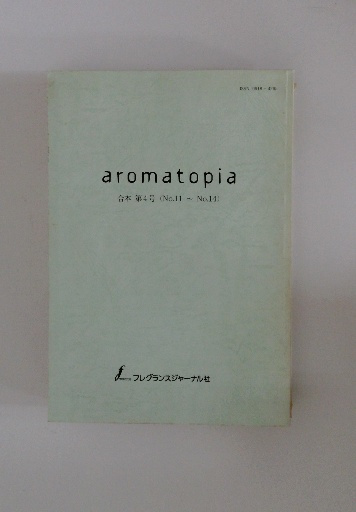 aromatopia
合本 第4号 (No.11 ~ No.14)
フレグランスジャーナル社